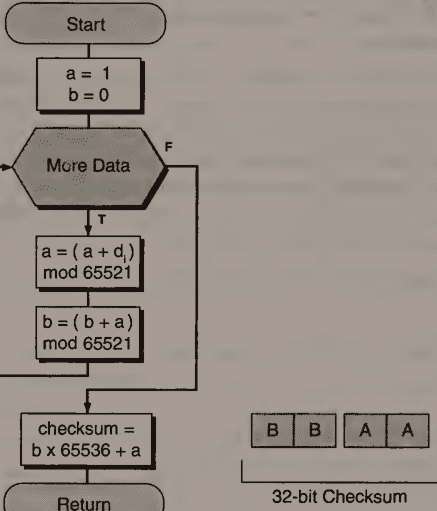 Start
a = 1
b = 0
More Data
F
T
a = ( a + dᵢ)
mod 65521
b = ( b + a)
mod 65521
checksum =
b x 65536 + a
B B A A
32-bit Checksum
Return